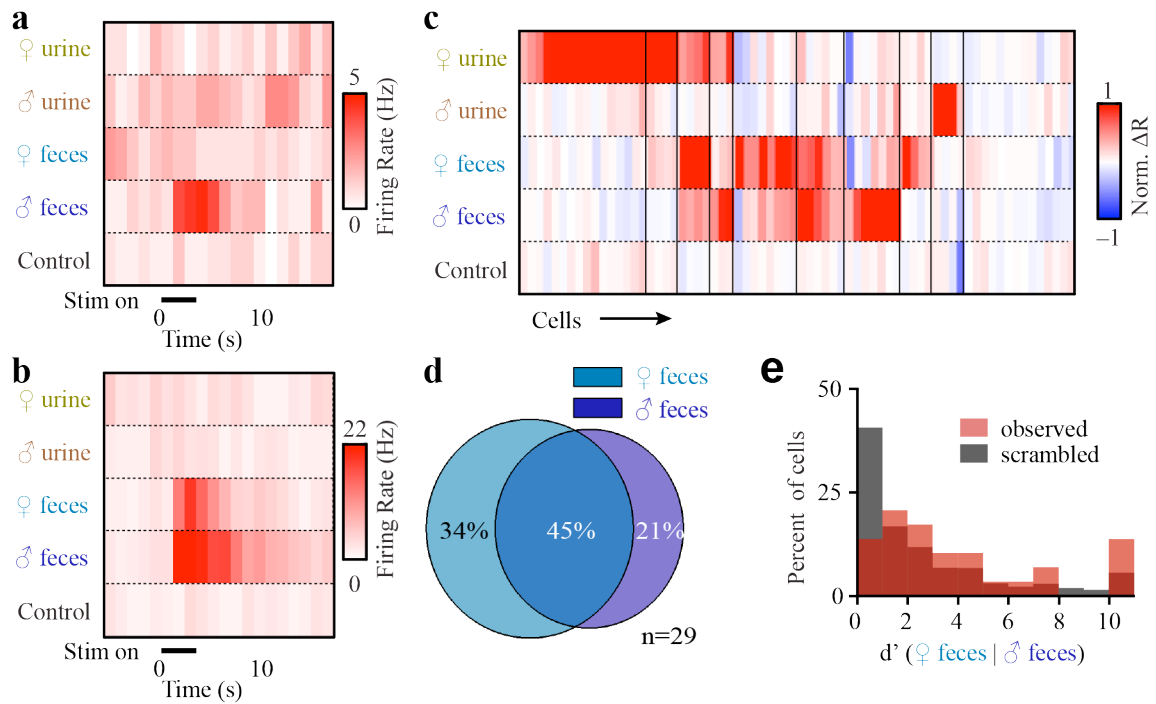 a
♀ urine
♂ urine
♀ feces
♂ feces
Control
Stim on
0
10
Time (s)
5
0
Firing Rate (Hz)
c
♀ urine
♂ urine
♀ feces
♂ feces
Control
Cells
1
–1
Norm. ΔR
b
♀ urine
♂ urine
♀ feces
♂ feces
Control
Stim on
0
10
Time (s)
22
0
Firing Rate (Hz)
d
♀ feces
♂ feces
34%
45%
21%
n=29
e
50
25
0
Percent of cells
observed
scrambled
0
2
4
6
8
10
d’ (♀ feces | ♂ feces)